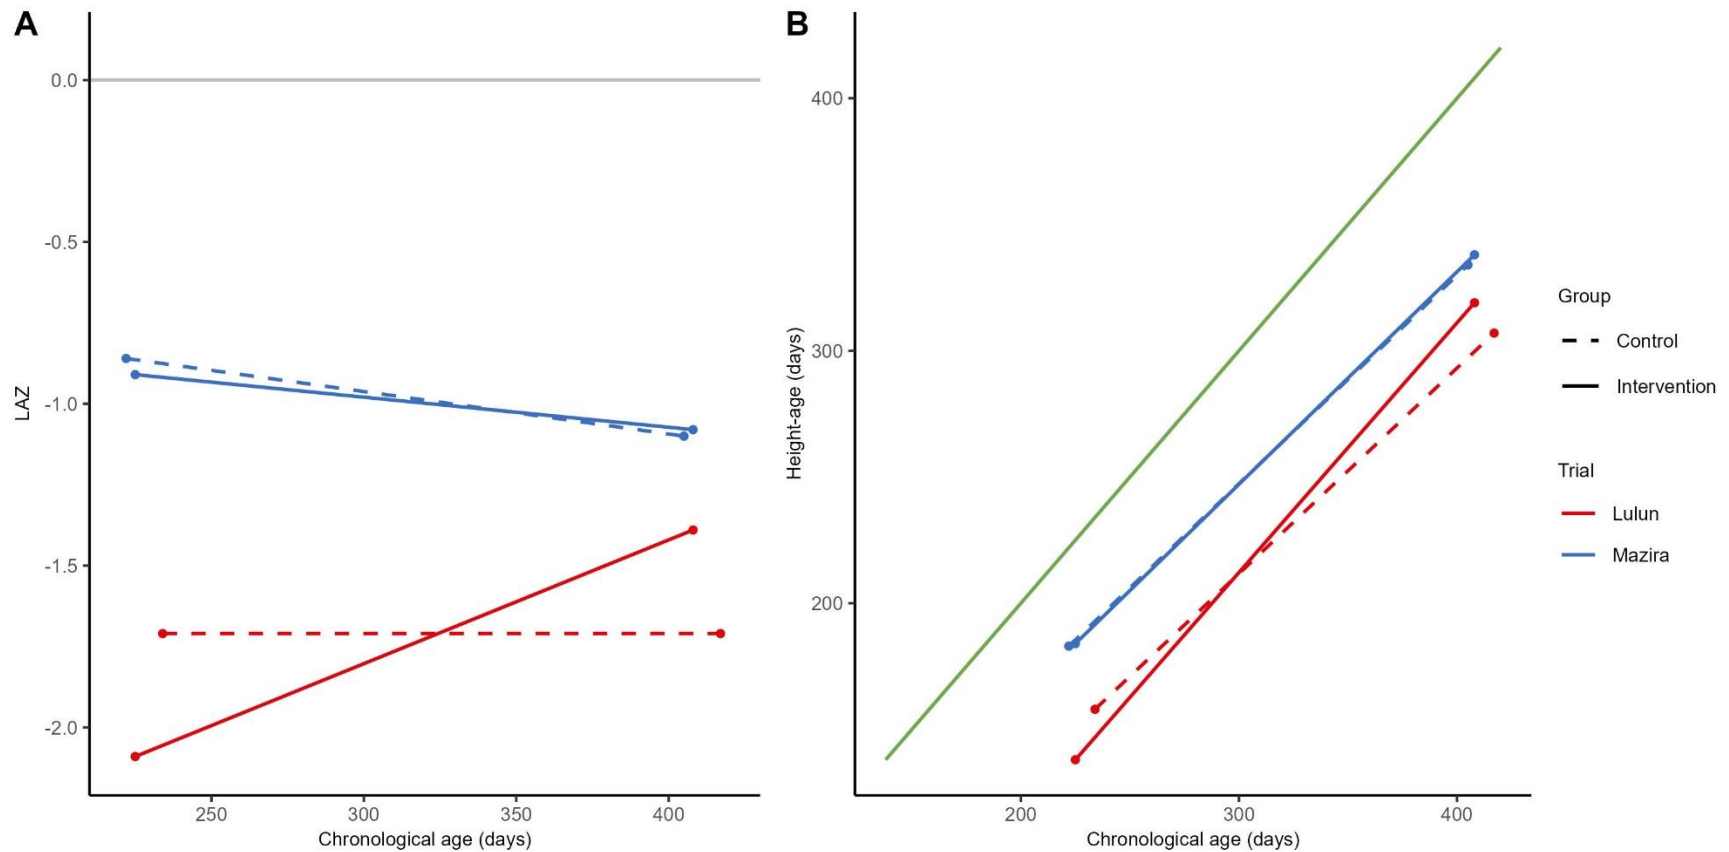 A
0.0
-0.5
-1.0
-1.5
-2.0
LAZ
250
300
350
400
Chronological age (days)
B
400
300
200
Height-age (days)
200
300
400
Chronological age (days)
Group
Control
Intervention
Trial
Lulun
Mazira